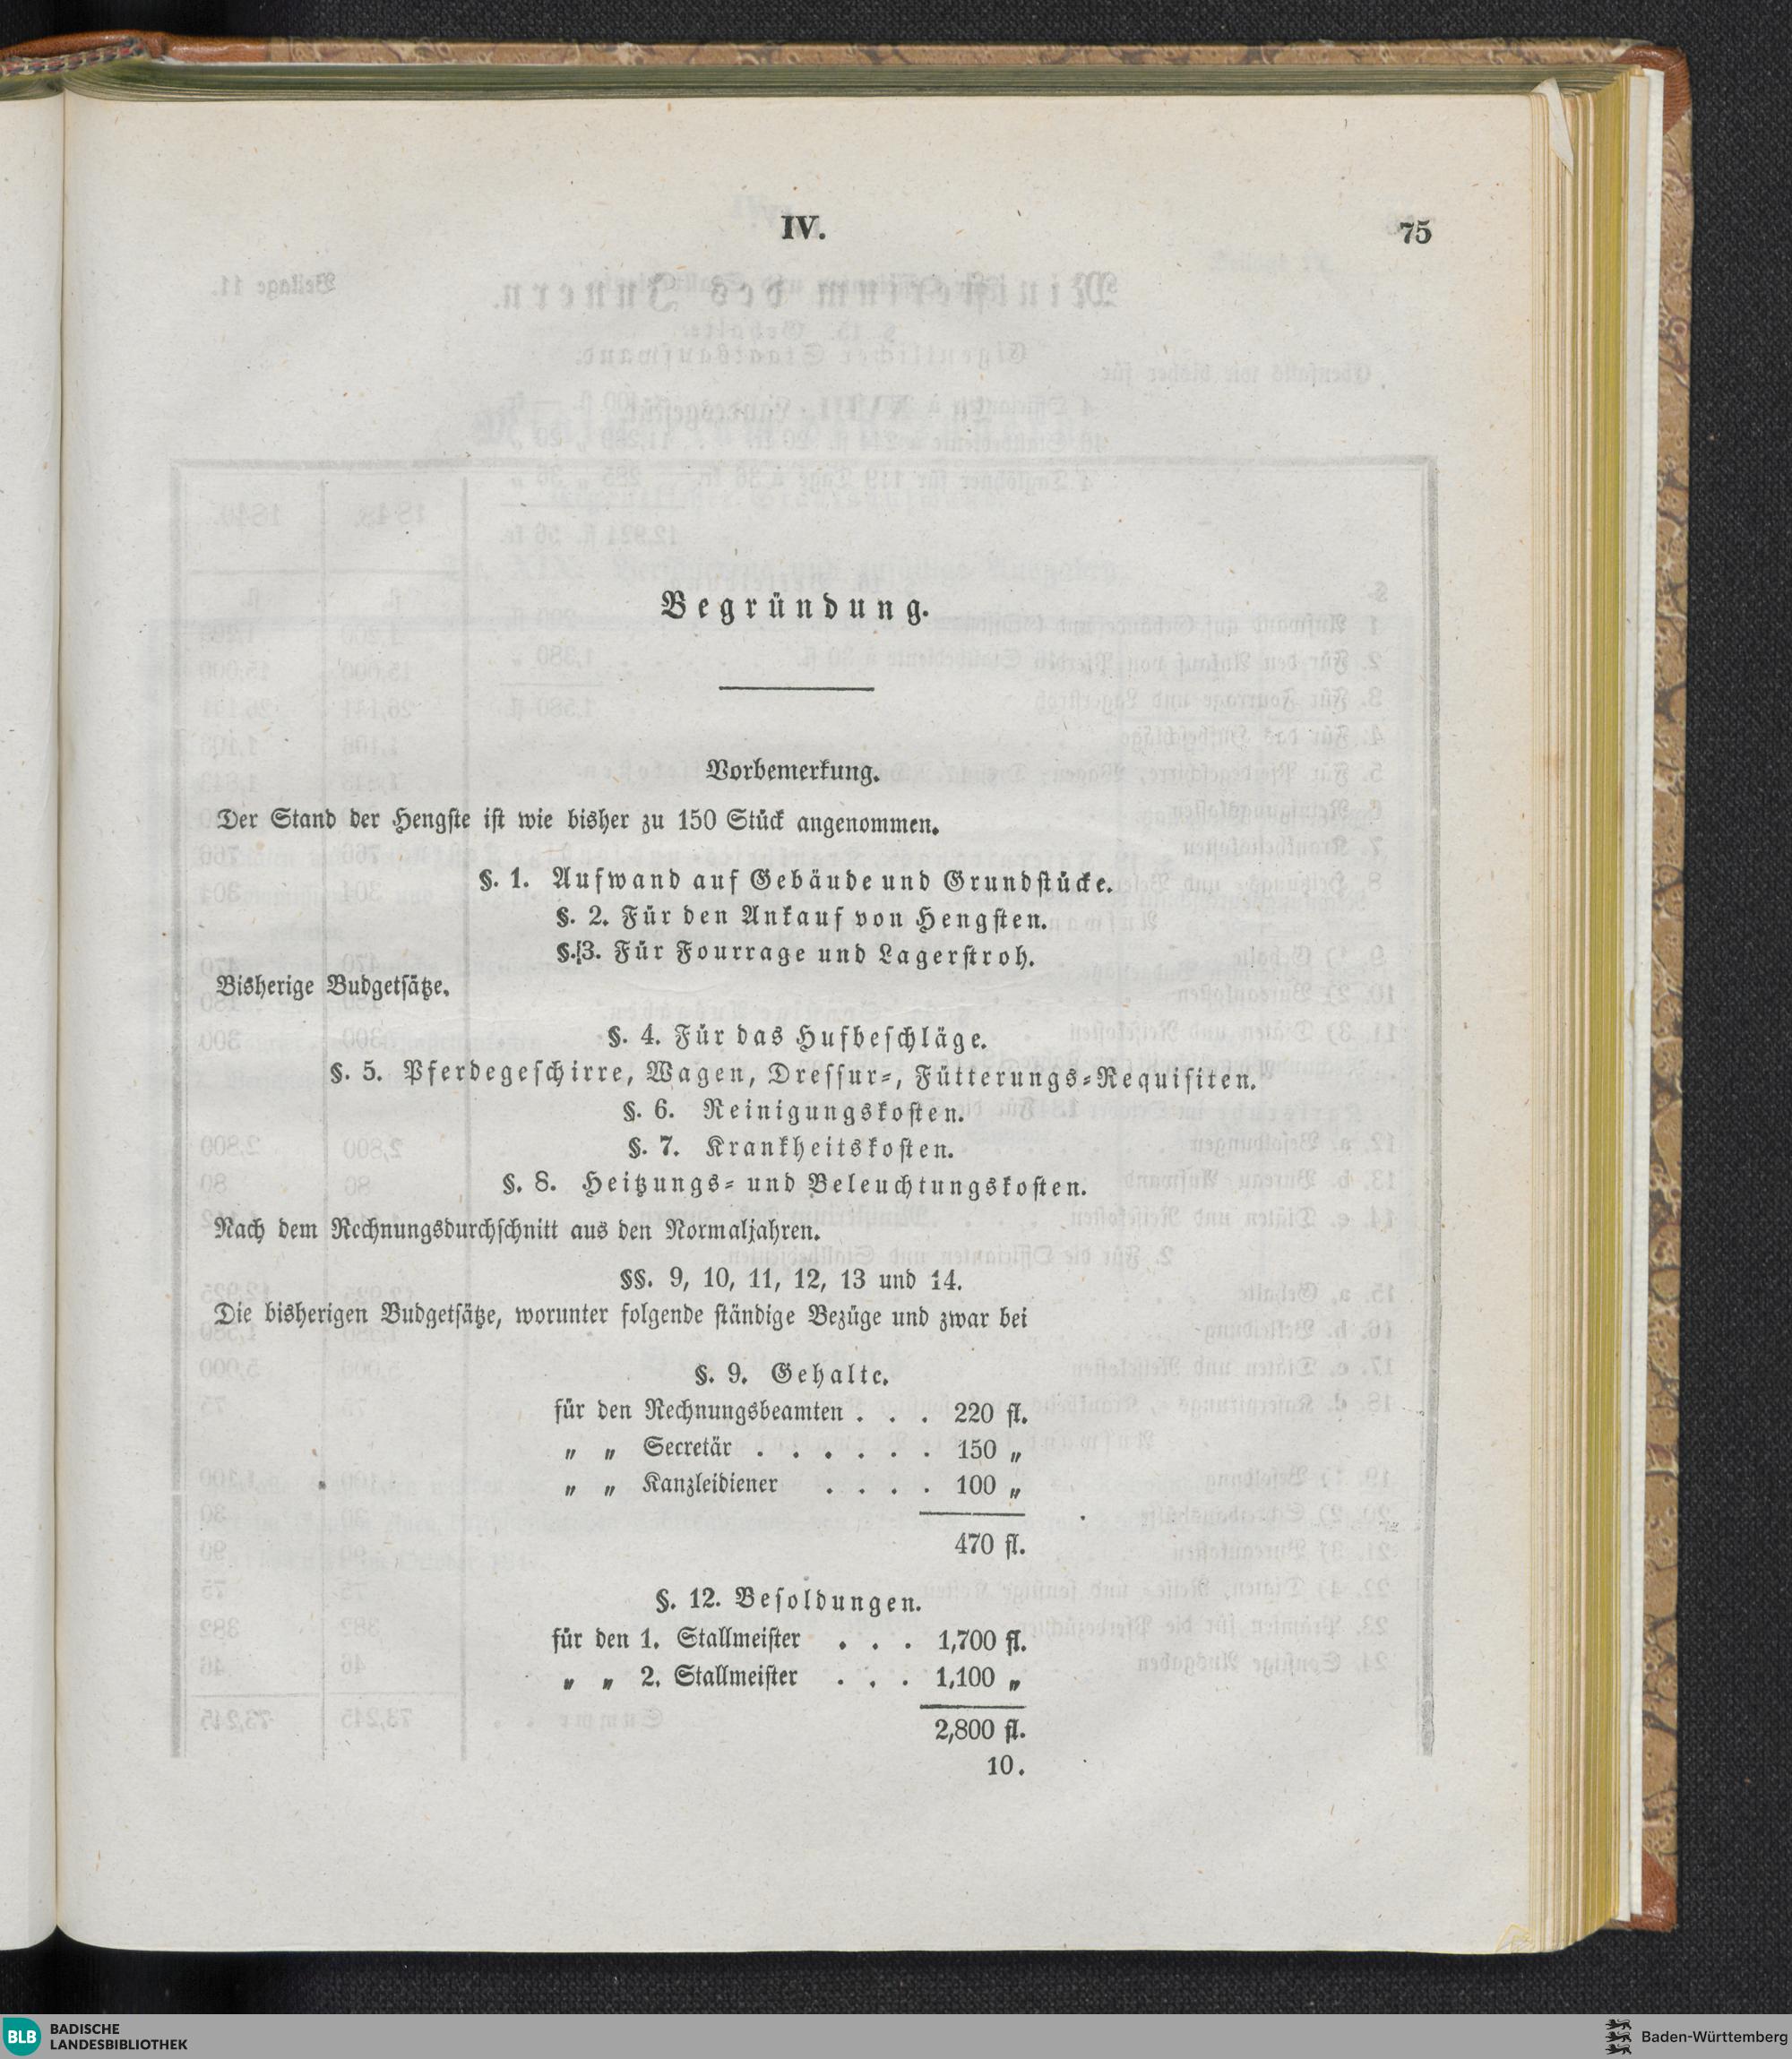 IV.
75
Begründung.
Vorbemerkung.
Der Stand der Hengſte iſt wie bisher zu 150 Stück angenommen.
§. 1. Aufwand auf Gebäude und Grundſtücke.
§. 2. Für den Ankauf von Hengſten.
§. 3. Für Fourrage und Lagerſtroh.
Bisherige Budgetſätze.
§. 4. Für das Hufbeſchläge.
§. 5. Pferdegeſchirre, Wagen, Dreſſur-, Fütterungs-Requiſiten.
§. 6. Reinigungskoſten.
§. 7. Krankheitskoſten.
§. 8. Heitzungs- und Beleuchtungskoſten.
Nach dem Rechnungsdurchſchnitt aus den Normaljahren.
§§. 9, 10, 11, 12, 13 und 14.
Die bisherigen Budgetſätze, worunter folgende ſtändige Bezüge und zwar bei
§. 9. Gehalte.
für den Rechnungsbeamten . . . 220 fl.
„ „ Secretär . . . . . . 150 „
„ „ Kanzleidiener . . . . 100 „
470 fl.
§. 12. Beſoldungen.
für den 1. Stallmeiſter . . . 1,700 fl.
„ „ 2. Stallmeiſter . . . 1,100 „
2,800 fl.
10.
BLB BADISCHE
LANDESBIBLIOTHEK
Baden-Württemberg